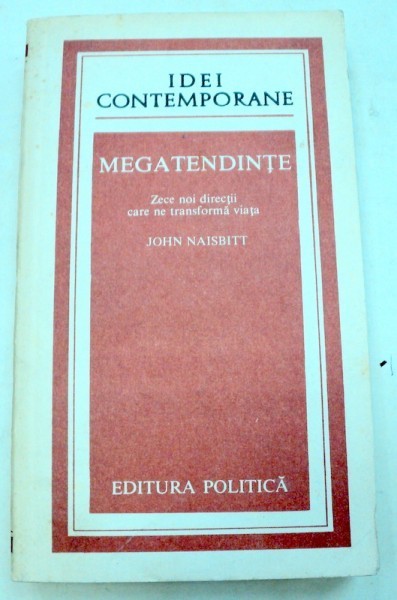 IDEI
CONTEMPORANE
MEGATENDINȚE
Zece noi direcții
care ne transformă viața
JOHN NAISBITT
EDITURA POLITICĂ